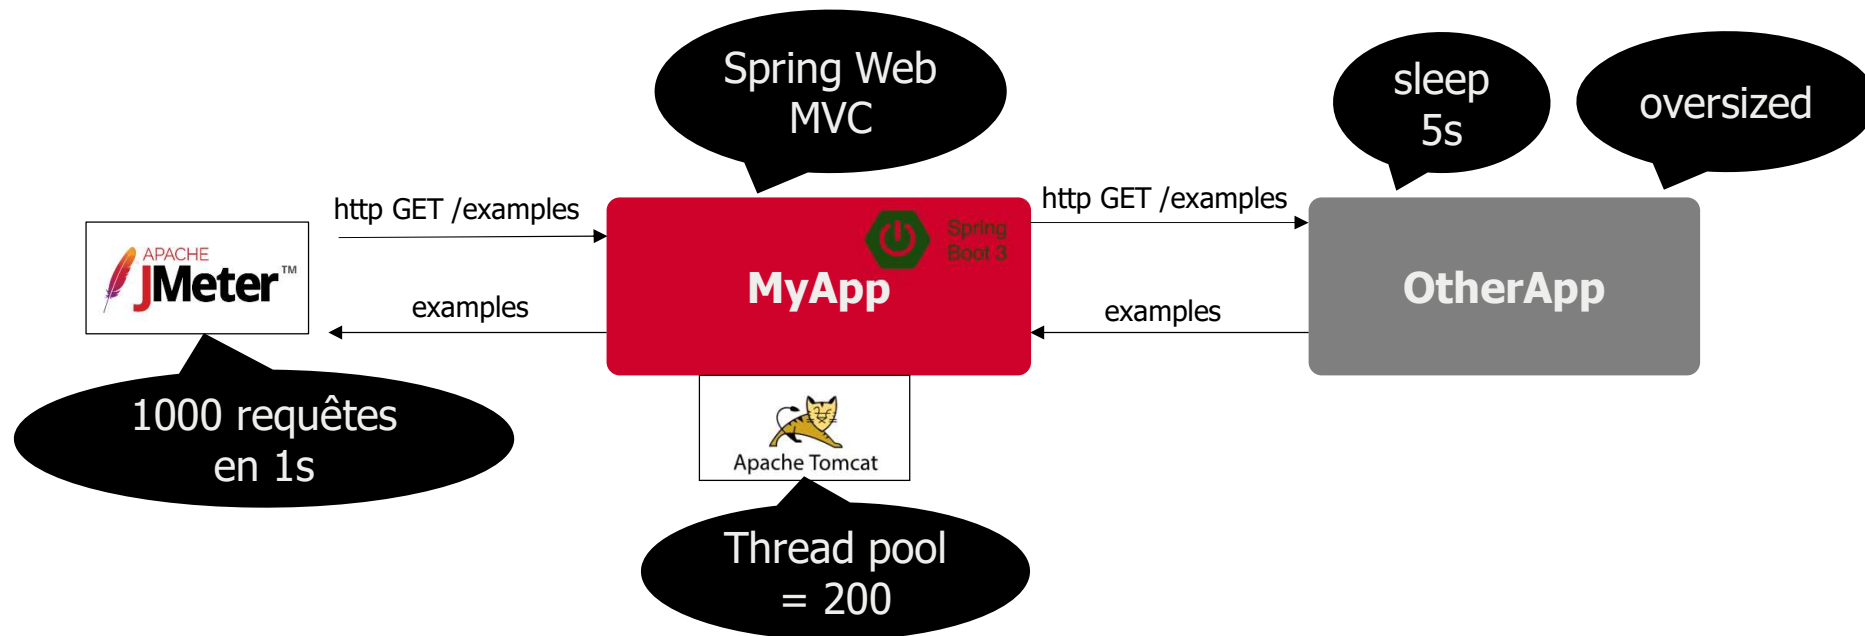 Spring Web
MVC
sleep
5s
oversized
http GET /examples
http GET /examples
APACHE
JMeter™
Spring
Boot 3
MyApp
OtherApp
examples
examples
1000 requêtes
en 1s
Apache Tomcat
Thread pool
= 200